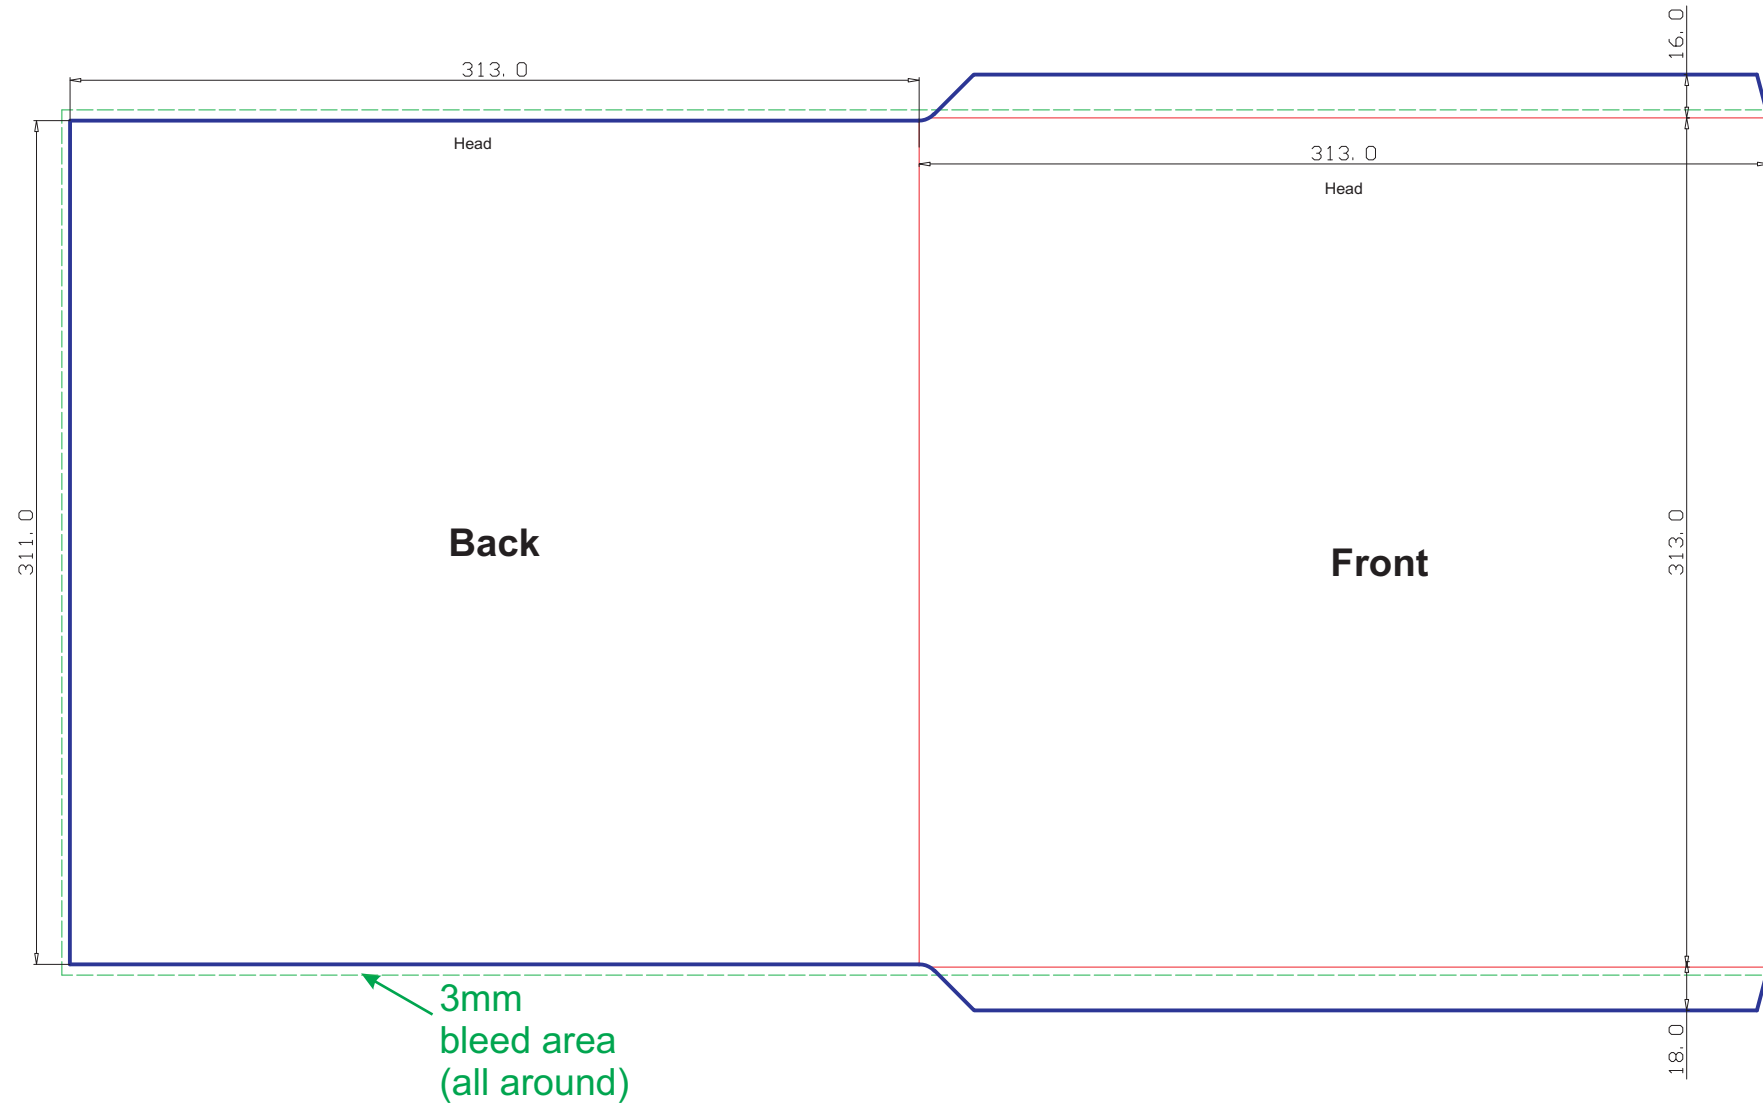 16.0
313.0
Head
313.0
Head
311.0
Back
Front
313.0
3mm
bleed area
(all around)
18.0